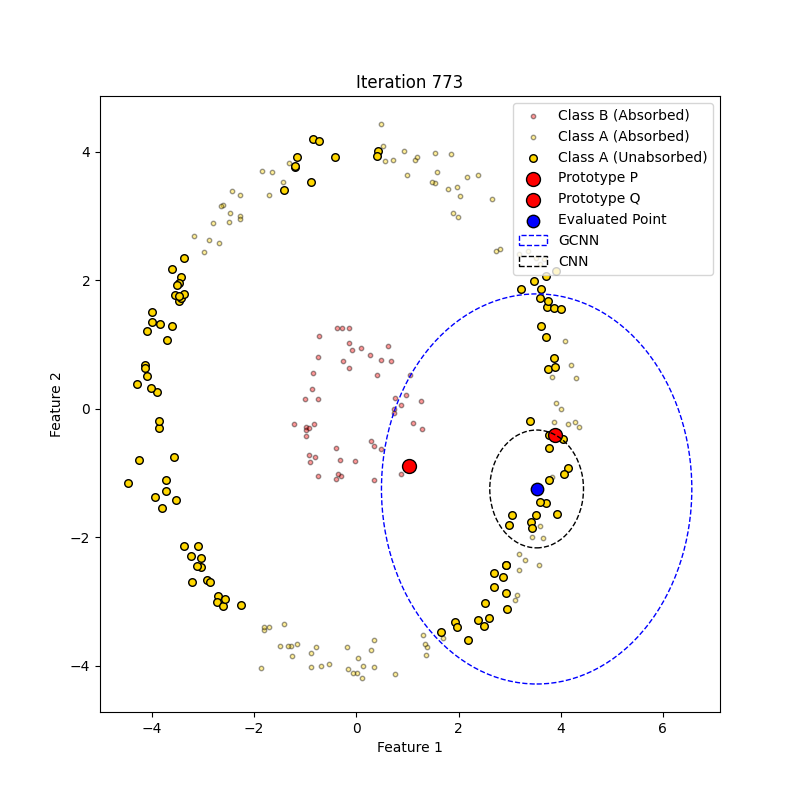 Iteration 773
Class B (Absorbed)
Class A (Absorbed)
Class A (Unabsorbed)
Prototype P
Prototype Q
Evaluated Point
GCNN
CNN
Feature 2
4
2
0
−2
−4
−4
−2
0
2
4
6
Feature 1